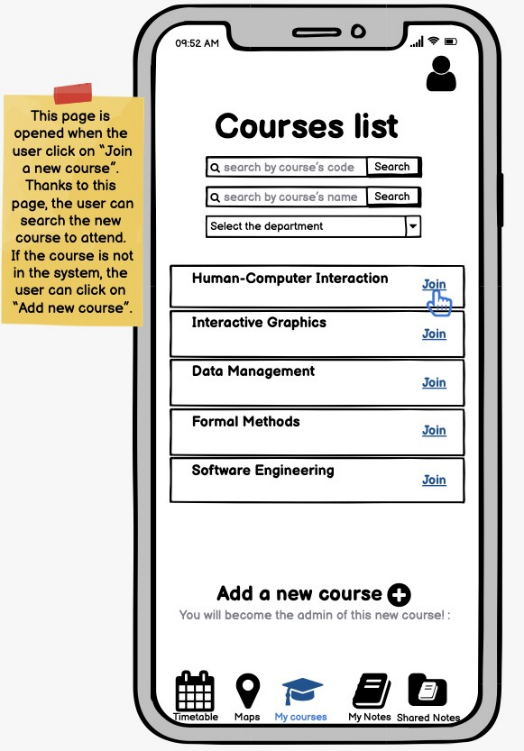 09:52 AM
This page is
opened when the
user click on "Join
a new course".
Thanks to this
page, the user can
search the new
course to attend.
If the course is not
in the system, the
user can click on
"Add new course".
Courses list
search by course's code Search
search by course's name Search
Select the department
Human-Computer Interaction
Join
Interactive Graphics
Join
Data Management
Join
Formal Methods
Join
Software Engineering
Join
Add a new course
You will become the admin of this new course! :
Timetable Maps My courses My Notes Shared Notes